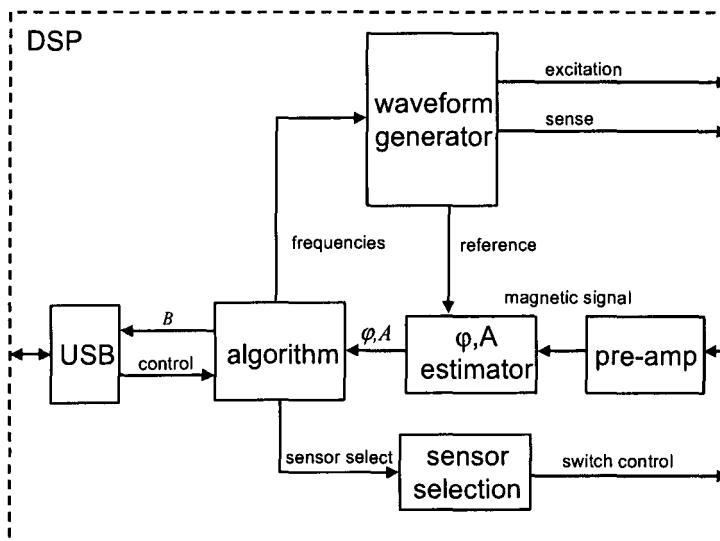 DSP
excitation
waveform
generator
sense
frequencies
reference
magnetic signal
B
USB
control
algorithm
φ,A
φ,A
estimator
pre-amp
sensor select
sensor
selection
switch control